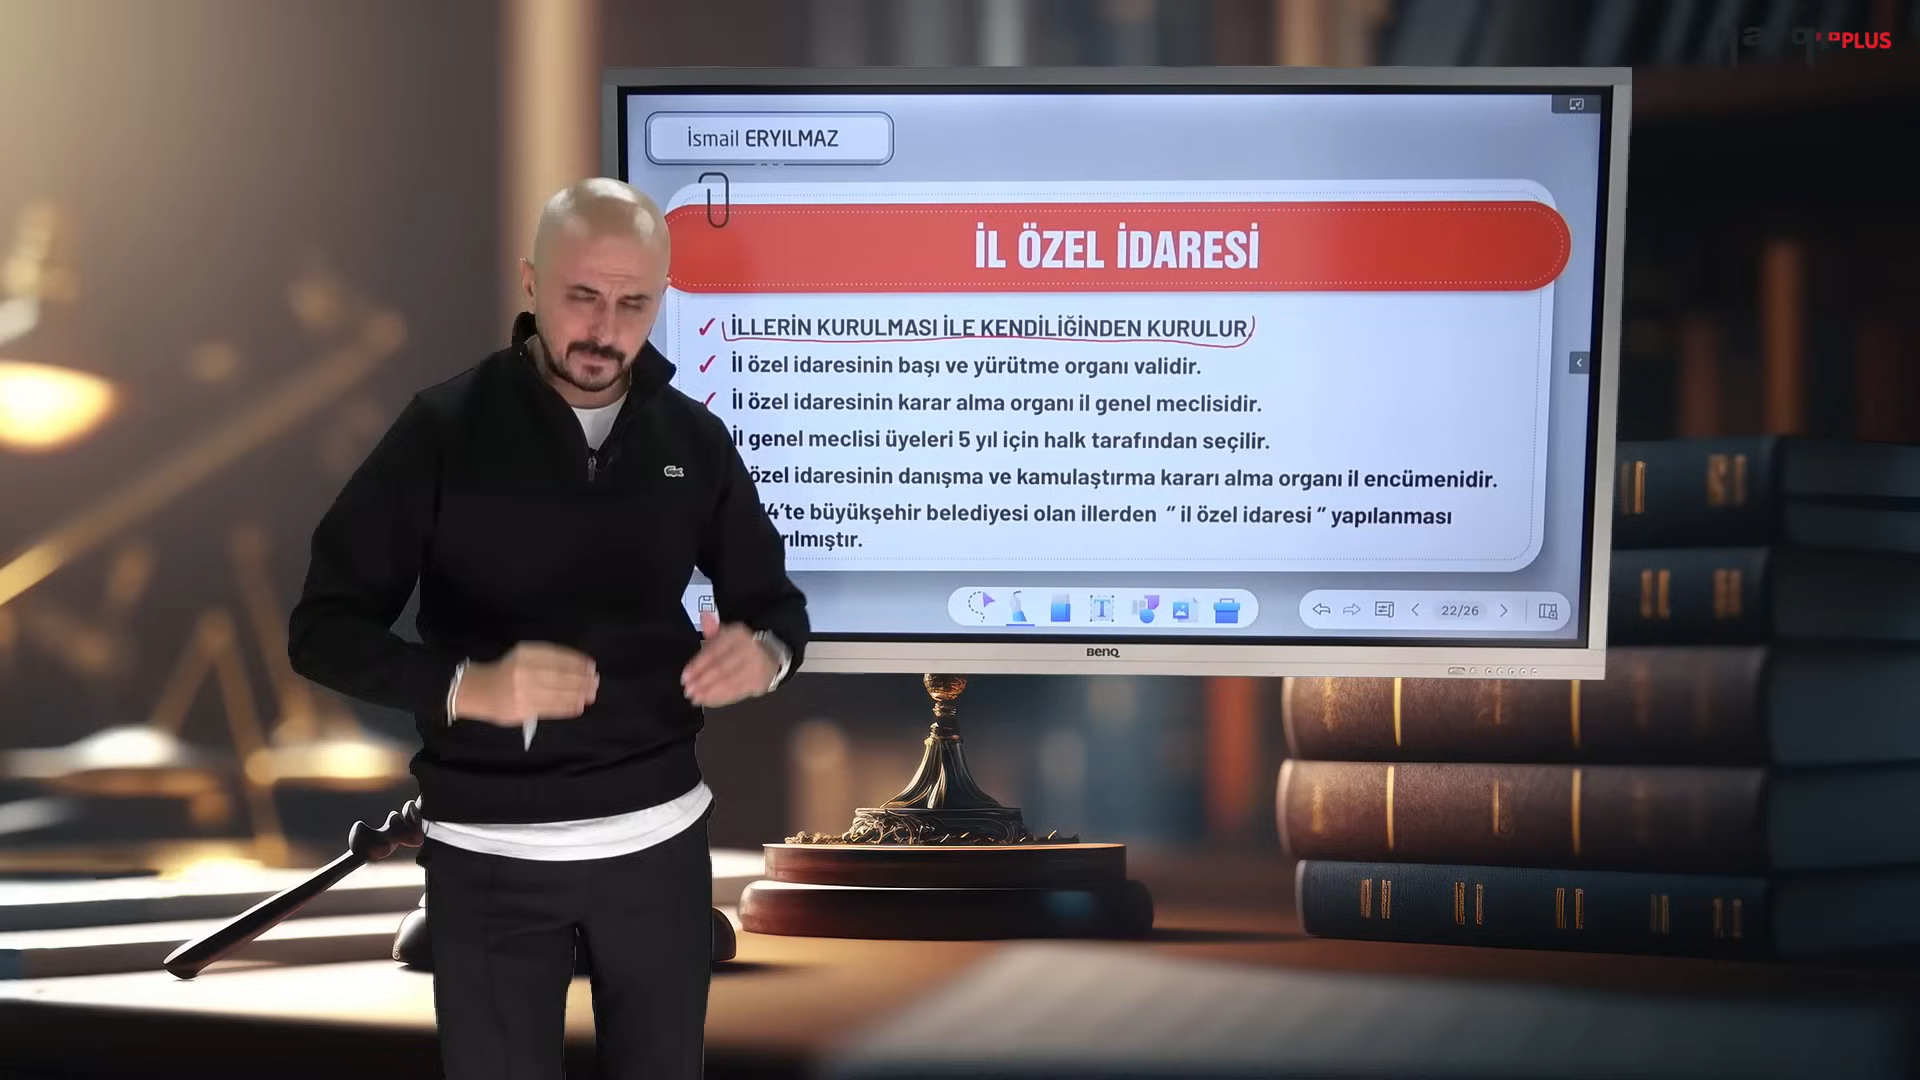 PLUS
İsmail ERYILMAZ
İL ÖZEL İDARESİ
✓ İLLERİN KURULMASI İLE KENDİLİĞİNDEN KURULUR
✓ İl özel idaresinin başı ve yürütme organı validir.
✓ İl özel idaresinin karar alma organı il genel meclisidir.
İl genel meclisi üyeleri 5 yıl için halk tarafından seçilir.
özel idaresinin danışma ve kamulaştırma kararı alma organı il encümenidir.
4’te büyükşehir belediyesi olan illerden “ il özel idaresi “ yapılanması
rılmıştır.
22/26
BenQ